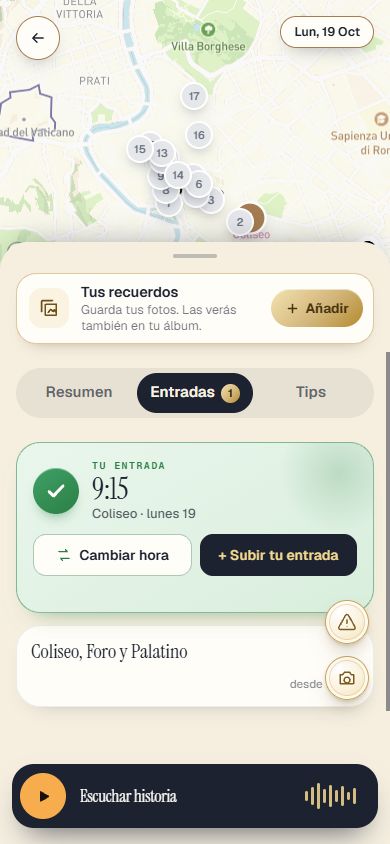 DELLA
VITTORIA
Lun, 19 Oct
Villa Borghese
PRATI
17
16
15
13
ad del Vaticano
Sapienza Un
di Ro
9
14
6
8
3
2
Coliseo
Tus recuerdos
Guarda tus fotos. Las verás
también en tu álbum.
+ Añadir
Resumen
Entradas 1
Tips
TU ENTRADA
9:15
Coliseo · lunes 19
Cambiar hora
+ Subir tu entrada
Coliseo, Foro y Palatino
desde
Escuchar historia